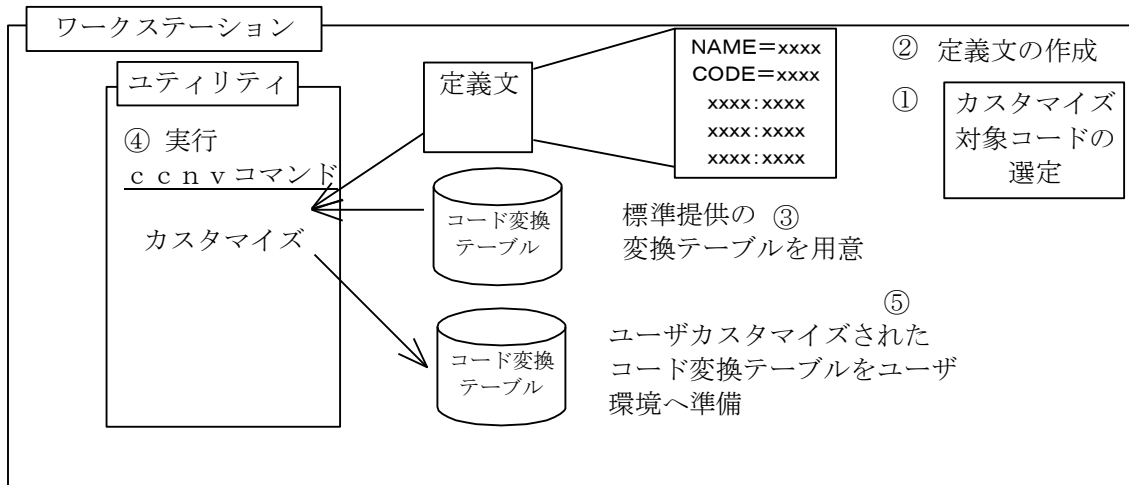 ワークステーション
ユティリティ
④ 実行
ｃｃｎｖコマンド
カスタマイズ
定義文
NAME=xxxx
CODE=xxxx
xxxx:xxxx
xxxx:xxxx
xxxx:xxxx
② 定義文の作成
①
カスタマイズ
対象コードの
選定
コード変換
テーブル
標準提供の ③
変換テーブルを用意
コード変換
テーブル
⑤
ユーザカスタマイズされた
コード変換テーブルをユーザ
環境へ準備